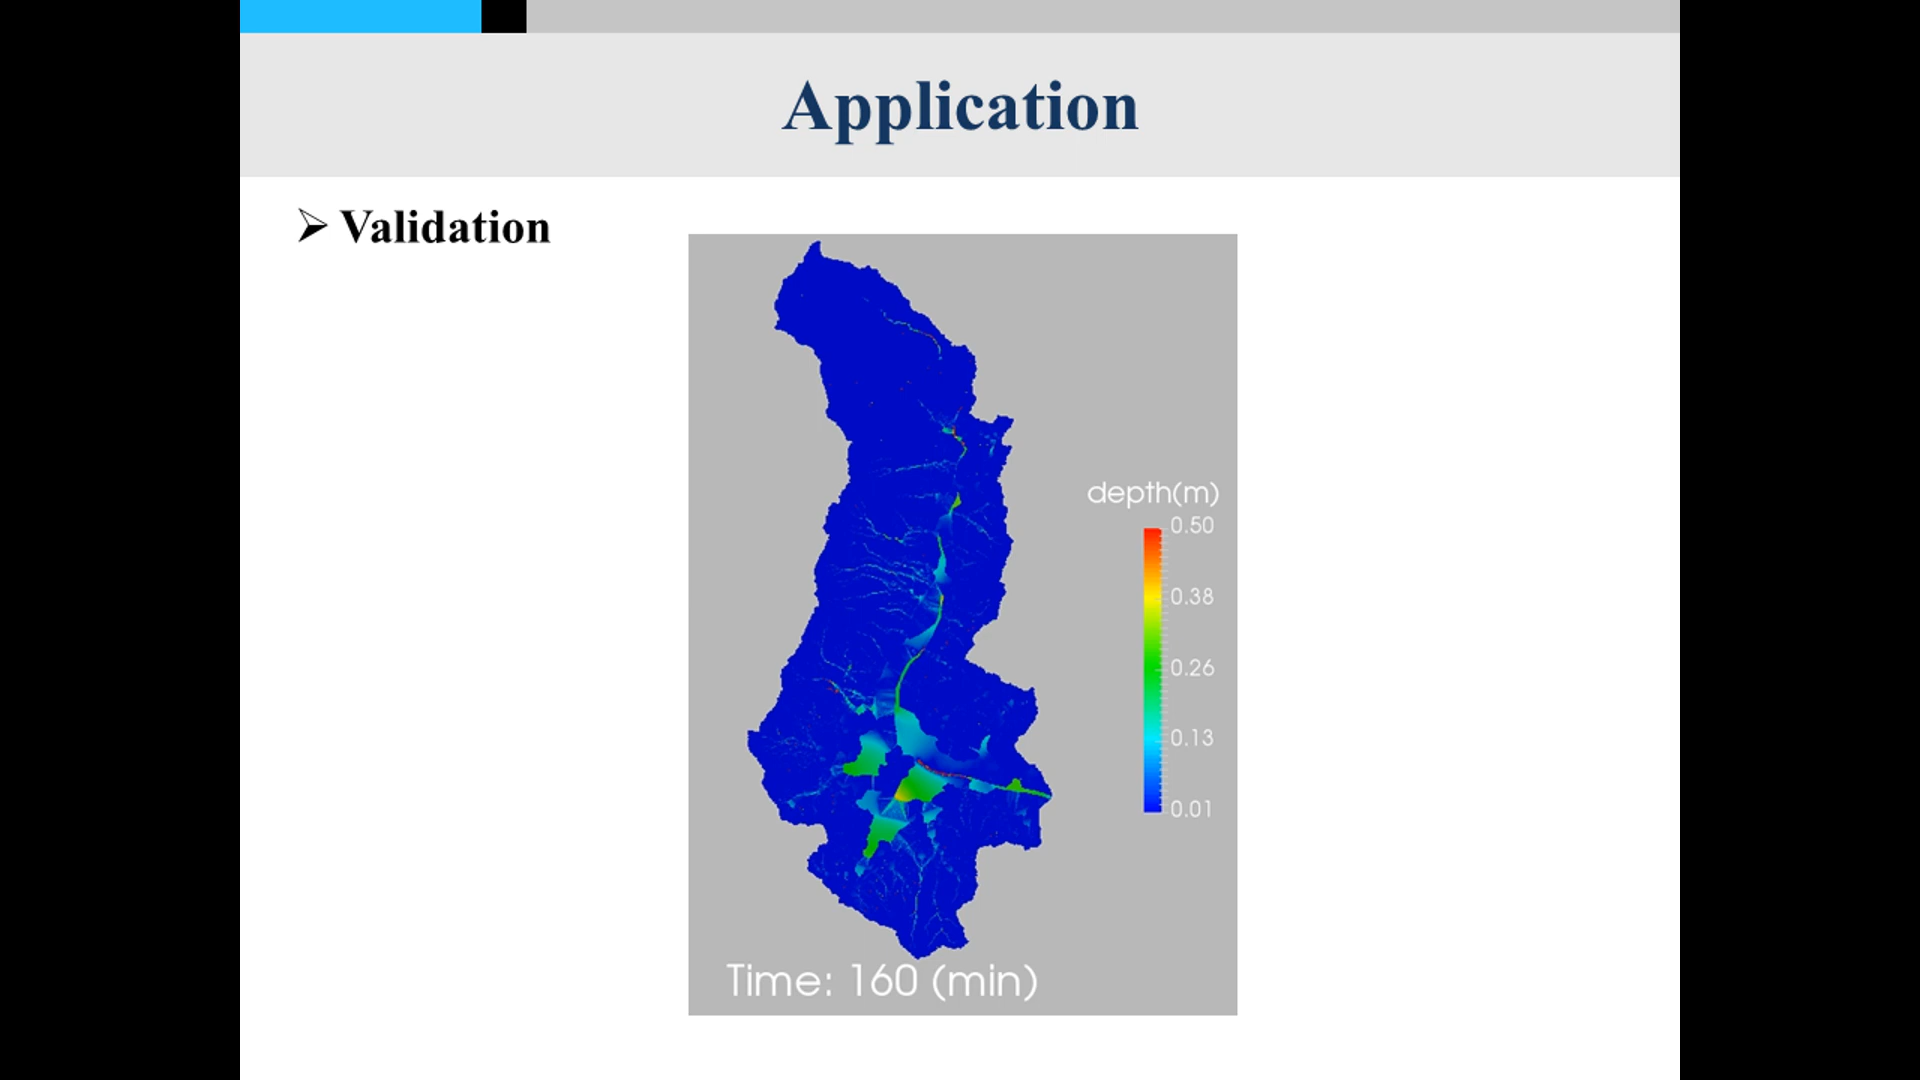 Application
➢ Validation
depth(m)
0.50
0.38
0.26
0.13
0.01
Time: 160 (min)